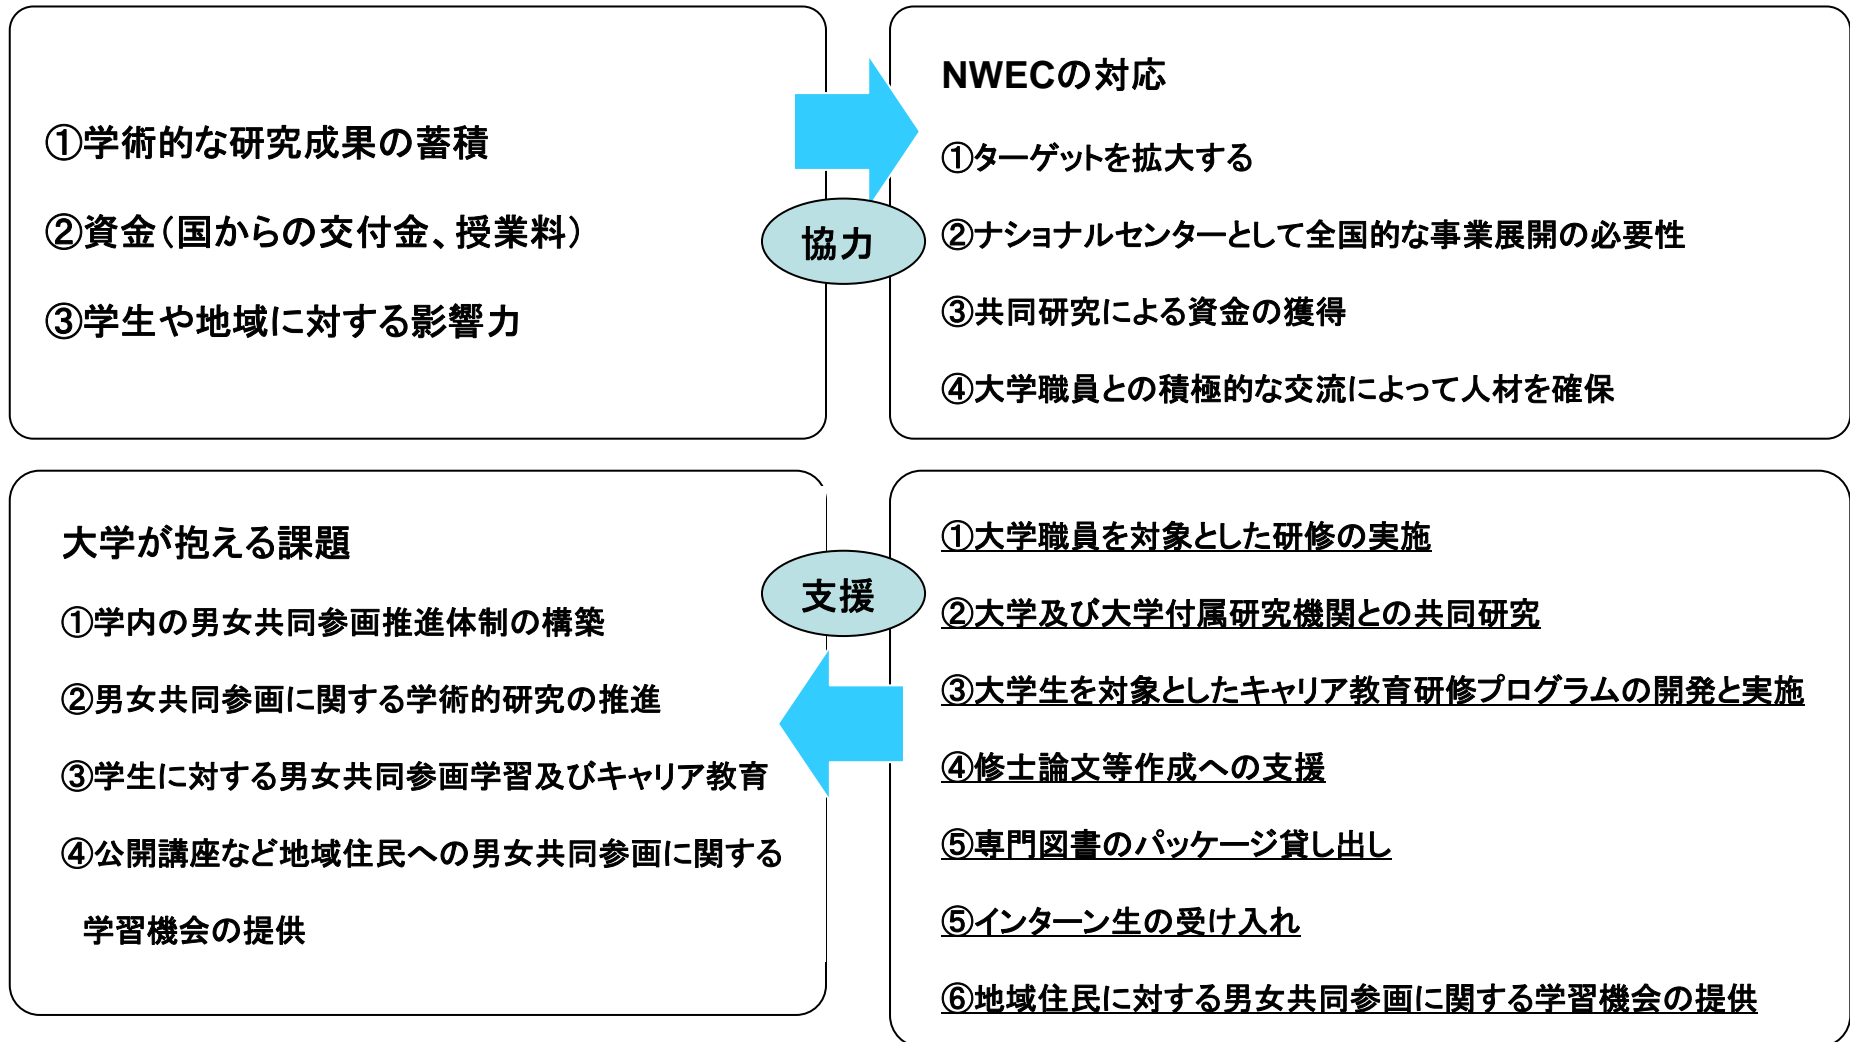 ①学術的な研究成果の蓄積
②資金（国からの交付金、授業料）
③学生や地域に対する影響力
協力
NWECの対応
①ターゲットを拡大する
②ナショナルセンターとして全国的な事業展開の必要性
③共同研究による資金の獲得
④大学職員との積極的な交流によって人材を確保
大学が抱える課題
①学内の男女共同参画推進体制の構築
②男女共同参画に関する学術的研究の推進
③学生に対する男女共同参画学習及びキャリア教育
④公開講座など地域住民への男女共同参画に関する
学習機会の提供
支援
①大学職員を対象とした研修の実施
②大学及び大学付属研究機関との共同研究
③大学生を対象としたキャリア教育研修プログラムの開発と実施
④修士論文等作成への支援
⑤専門図書のパッケージ貸し出し
⑤インターン生の受け入れ
⑥地域住民に対する男女共同参画に関する学習機会の提供